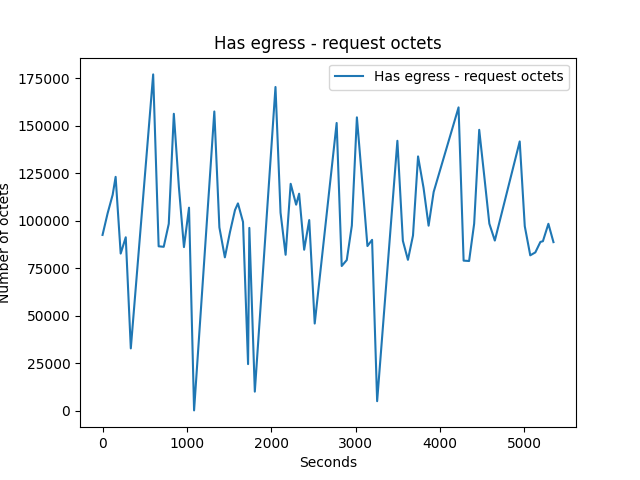 Has egress - request octets
Has egress - request octets
175000
150000
125000
100000
75000
50000
25000
0
Number of octets
0 1000 2000 3000 4000 5000
Seconds